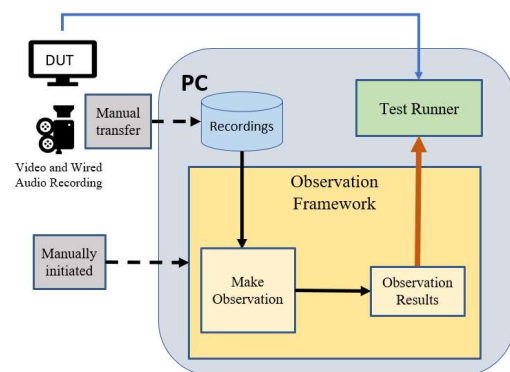 DUT
PC
Manual
transfer
Recordings
Test Runner
Video and Wired
Audio Recording
Observation
Framework
Manually
initiated
Make
Observation
Observation
Results